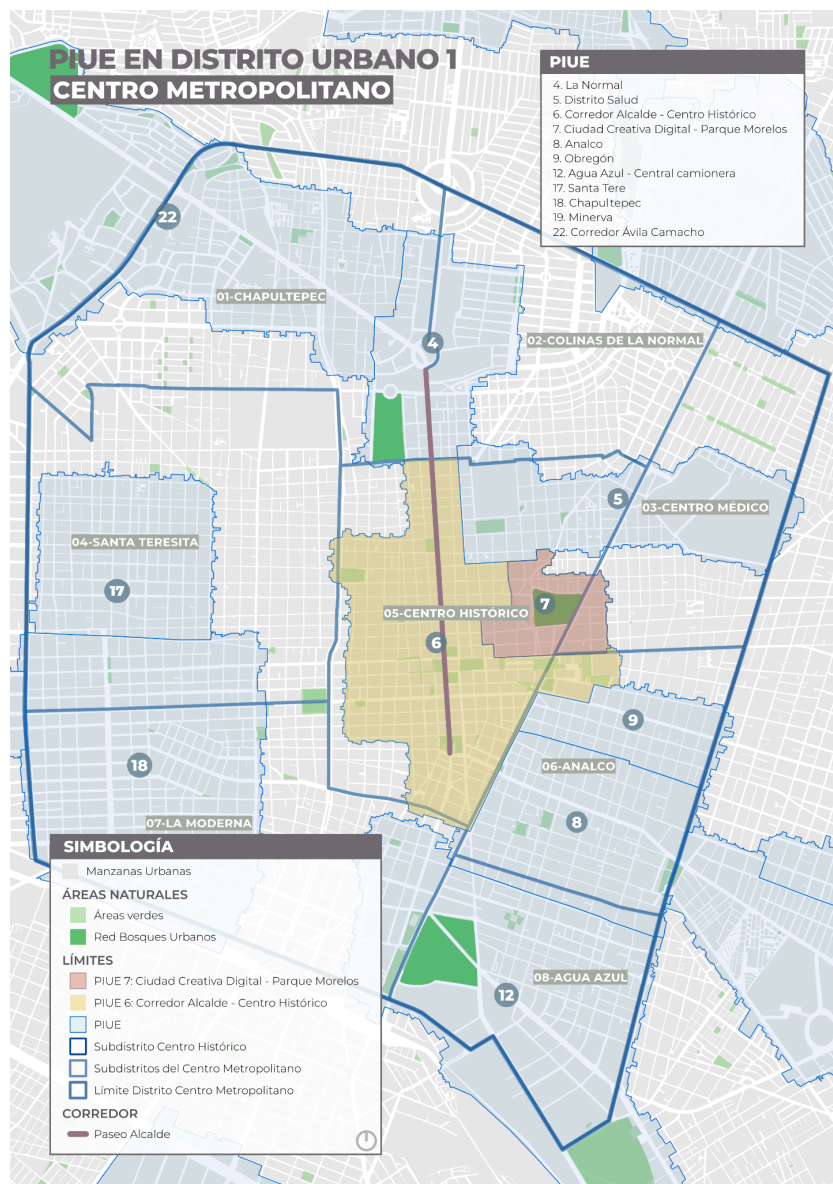 PIUE EN DISTRITO URBANO 1
CENTRO METROPOLITANO
PIUE
4. La Normal
5. Distrito Salud
6. Corredor Alcalde - Centro Histórico
7. Ciudad Creativa Digital - Parque Morelos
8. Analco
9. Obregón
12. Agua Azul - Central camionera
17. Santa Tere
18. Chapultepec
19. Minerva
22. Corredor Ávila Camacho
22
01-CHAPULTEPEC
4
02-COLINAS DE LA NORMAL
5
03-CENTRO MÉDICO
04-SANTA TERESITA
17
7
05-CENTRO HISTÓRICO
6
9
18
06-ANALCO
8
07-LA MODERNA
08-AGUA AZUL
12
SIMBOLOGÍA
Manzanas Urbanas
ÁREAS NATURALES
Áreas verdes
Red Bosques Urbanos
LÍMITES
PIUE 7: Ciudad Creativa Digital - Parque Morelos
PIUE 6: Corredor Alcalde - Centro Histórico
PIUE
Subdistrito Centro Histórico
Subdistritos del Centro Metropolitano
Límite Distrito Centro Metropolitano
CORREDOR
Paseo Alcalde